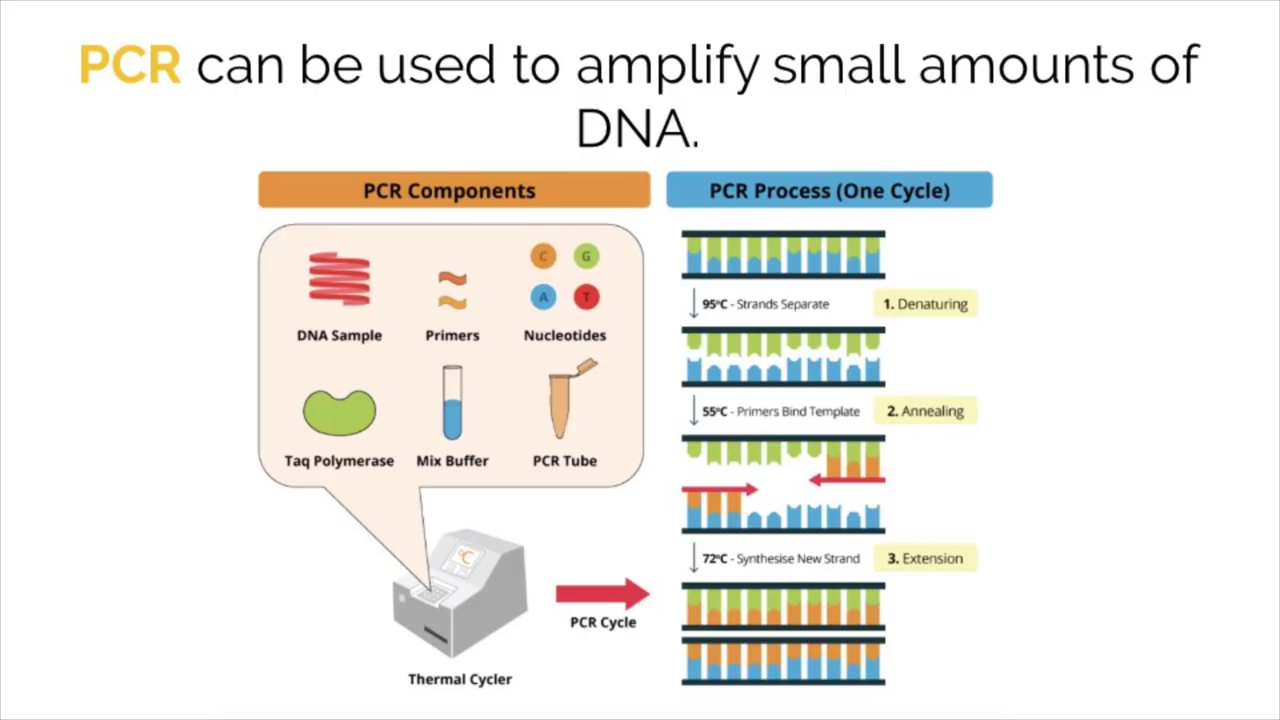 PCR can be used to amplify small amounts of
DNA.
PCR Components
PCR Process (One Cycle)
C
G
A
T
DNA Sample
Primers
Nucleotides
Taq Polymerase
Mix Buffer
PCR Tube
°C
Thermal Cycler
PCR Cycle
95ºC - Strands Separate
1. Denaturing
55ºC - Primers Bind Template
2. Annealing
72ºC - Synthesise New Strand
3. Extension